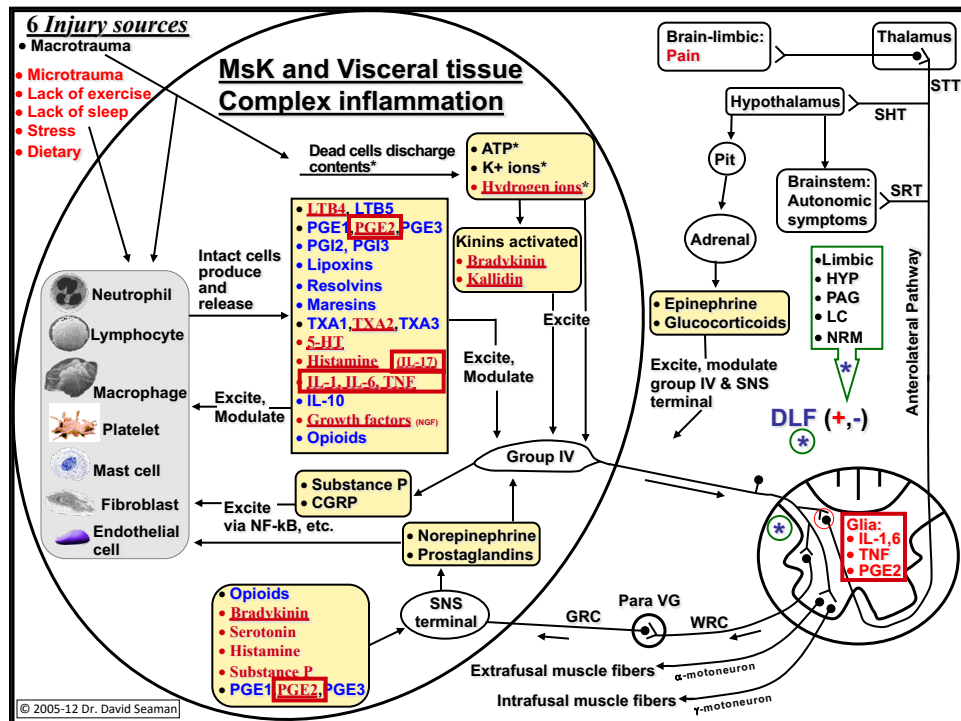 6 Injury sources
• Macrotrauma
• Microtrauma
• Lack of exercise
• Lack of sleep
• Stress
• Dietary
MsK and Visceral tissue
Complex inflammation
Dead cells discharge
contents*
• ATP*
• K+ ions*
• Hydrogen ions*
Kinins activated
• Bradykinin
• Kallidin
Excite
Intact cells
produce
and
release
• LTB4, LTB5
• PGE1, PGE2, PGE3
• PGI2, PGI3
• Lipoxins
• Resolvins
• Maresins
• TXA1, TXA2, TXA3
• 5-HT
• Histamine (IL-17)
• IL-1, IL-6, TNF
• IL-10
• Growth factors (NGF)
• Opioids
Excite,
Modulate
Excite,
Modulate
Neutrophil
Lymphocyte
Macrophage
Platelet
Mast cell
Fibroblast
Endothelial
cell
Group IV
• Substance P
• CGRP
Excite
via NF-kB, etc.
• Norepinephrine
• Prostaglandins
SNS
terminal
• Opioids
• Bradykinin
• Serotonin
• Histamine
• Substance P
• PGE1, PGE2, PGE3
© 2005-12 Dr. David Seaman
Brain-limbic:
Pain
Thalamus
STT
Hypothalamus
SHT
Pit
Brainstem:
Autonomic
symptoms
SRT
Adrenal
• Epinephrine
• Glucocorticoids
Excite, modulate
group IV & SNS
terminal
•Limbic
• HYP
• PAG
• LC
• NRM
*
DLF (+,-)
*
Anterolateral Pathway
*
Glia:
• IL-1,6
• TNF
• PGE2
Para VG
GRC
WRC
Extrafusal muscle fibers
α-motoneuron
Intrafusal muscle fibers
γ-motoneuron